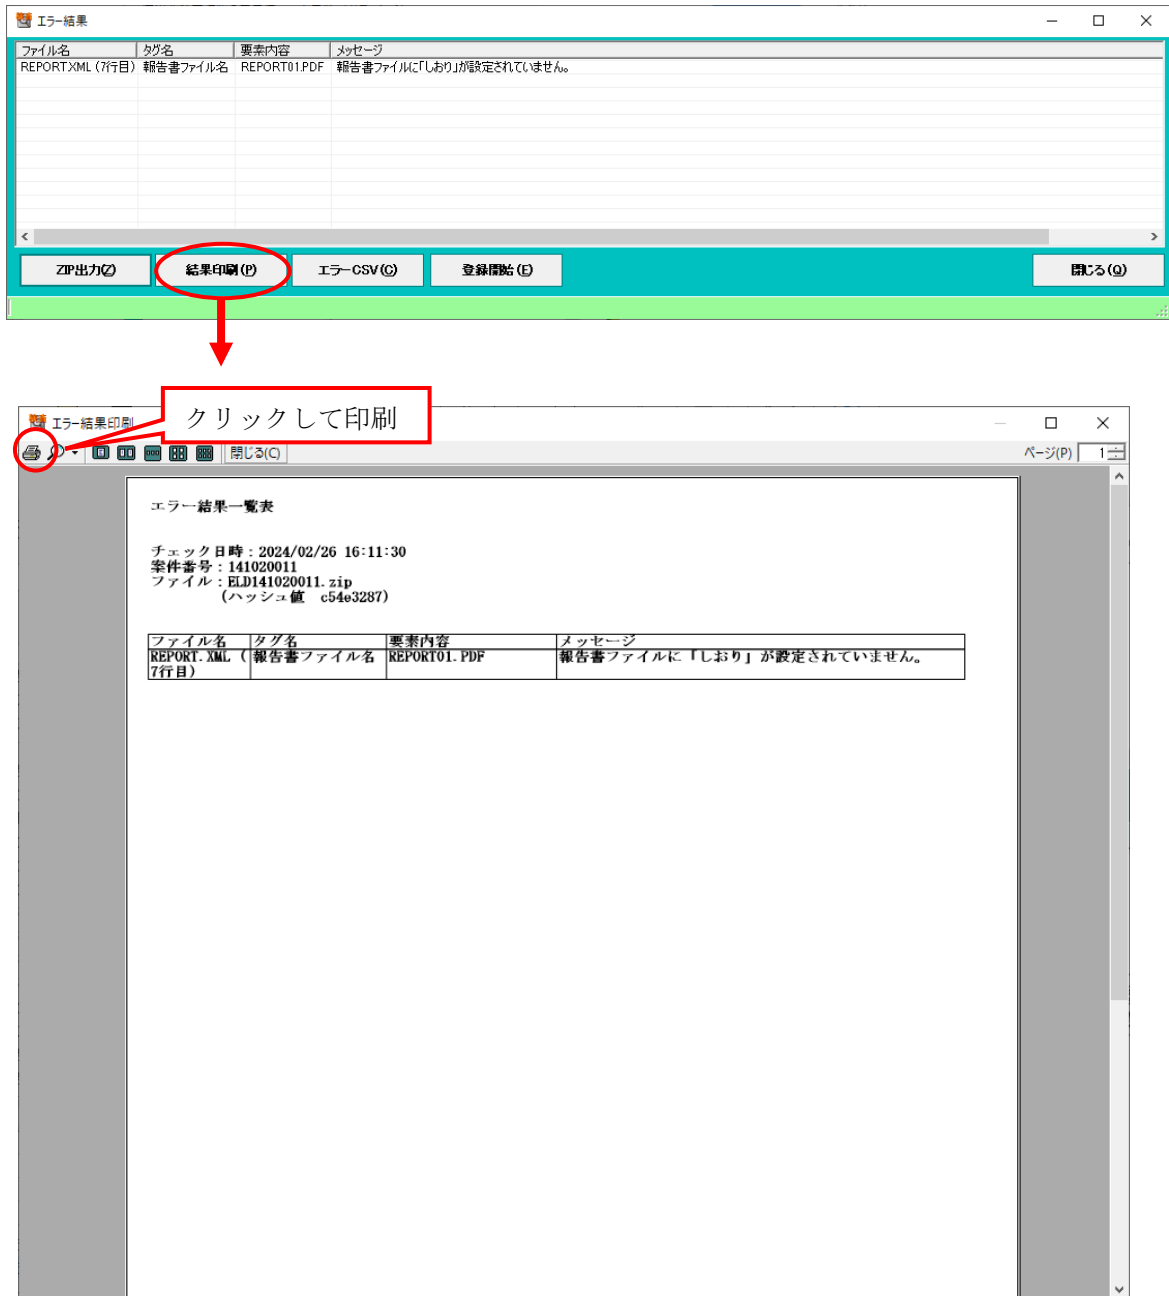 エラー結果
ファイル名 タグ名 要素内容 メッセージ
REPORT.XML (7行目) 報告書ファイル名 REPORT01.PDF 報告書ファイルに「しおり」が設定されていません。
ZIP出力(Z) 結果印刷(P) エラーCSV(C) 登録開始(E) 閉じる(Q)
クリックして印刷
エラー結果印刷
閉じる(C) ページ(P) 1
エラー結果一覧表
チェック日時：2024/02/26 16:11:30
案件番号：141020011
ファイル：ELD141020011.zip
(ハッシュ値 c54e3287)
ファイル名 タグ名 要素内容 メッセージ
REPORT.XML ( 報告書ファイル名 REPORT01.PDF 報告書ファイルに「しおり」が設定されていません。
7行目)